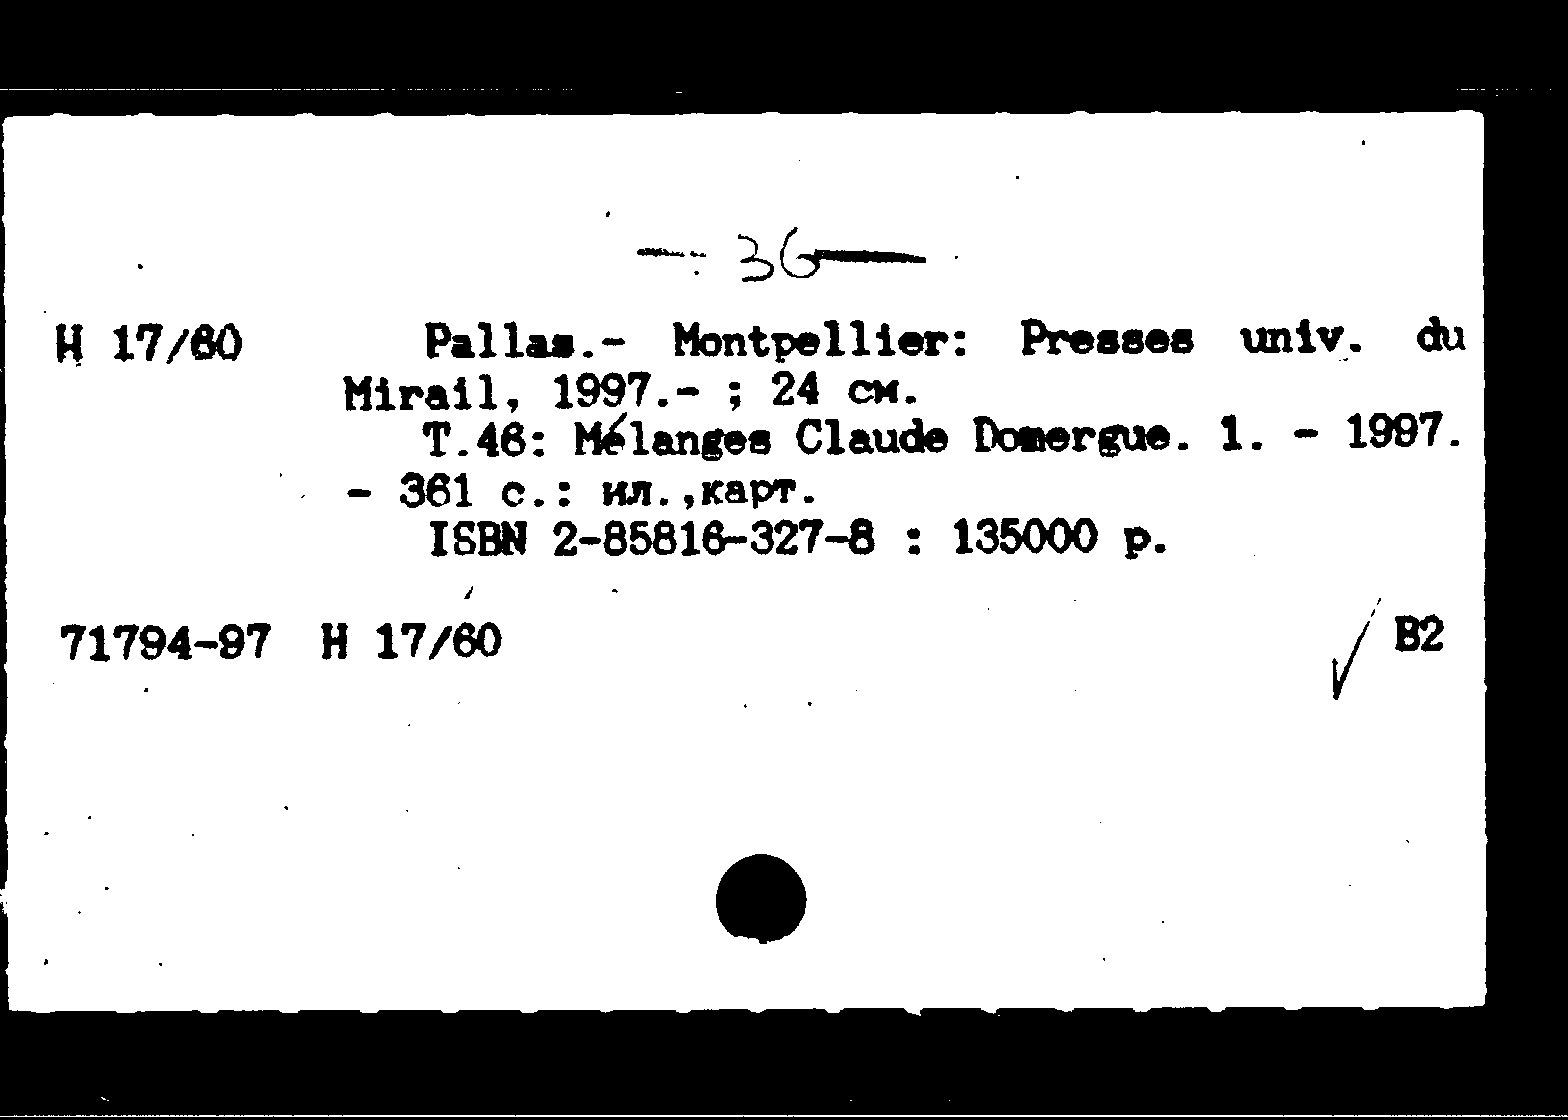 — 36 —
H 17/60 Pallas.- Montpellier: Presses univ. du
Mirail, 1997.- ; 24 см.
Т.46: Mélanges Claude Domergue. 1. - 1997.
- 361 с.: ил.,карт.
ISBN 2-85816-327-8 : 135000 р.
71794-97 H 17/60 B2